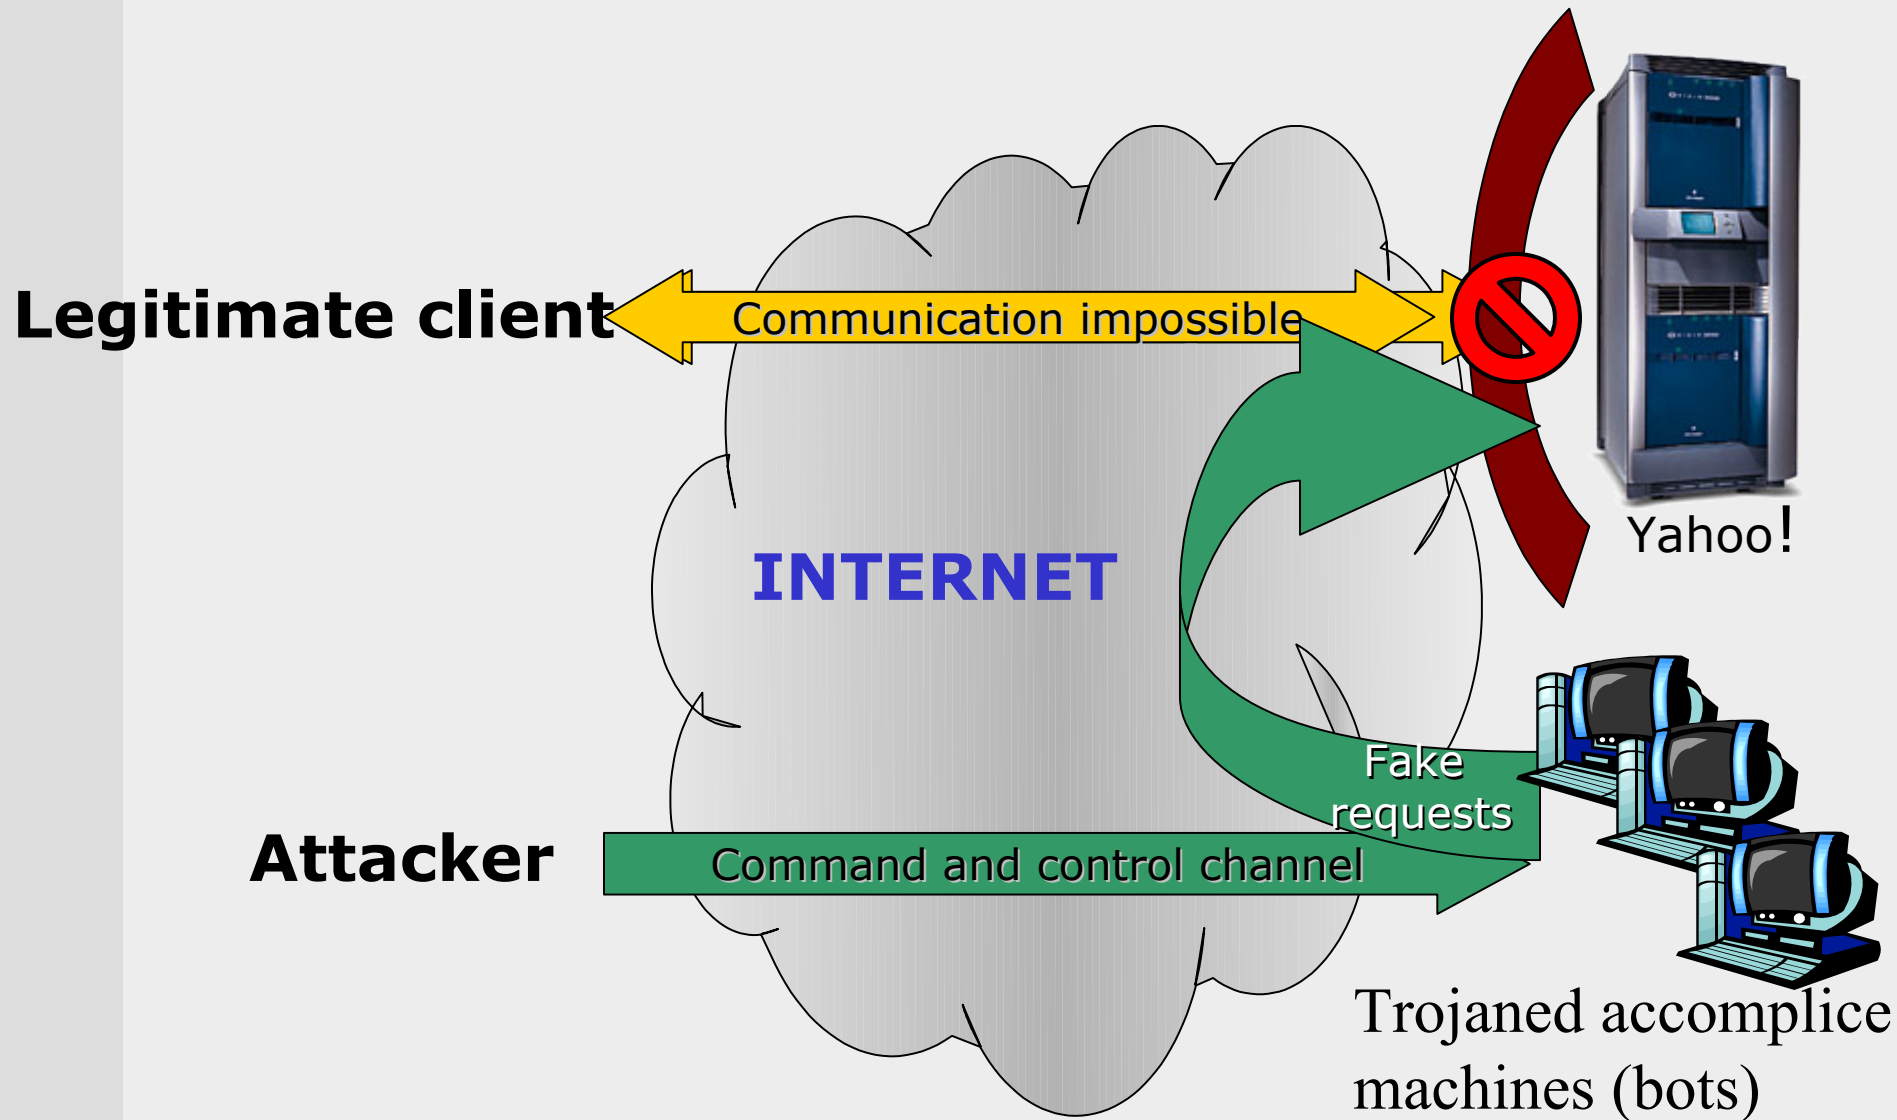 Legitimate client
Communication impossible
Yahoo!
INTERNET
Fake
requests
Attacker
Command and control channel
Trojaned accomplice
machines (bots)